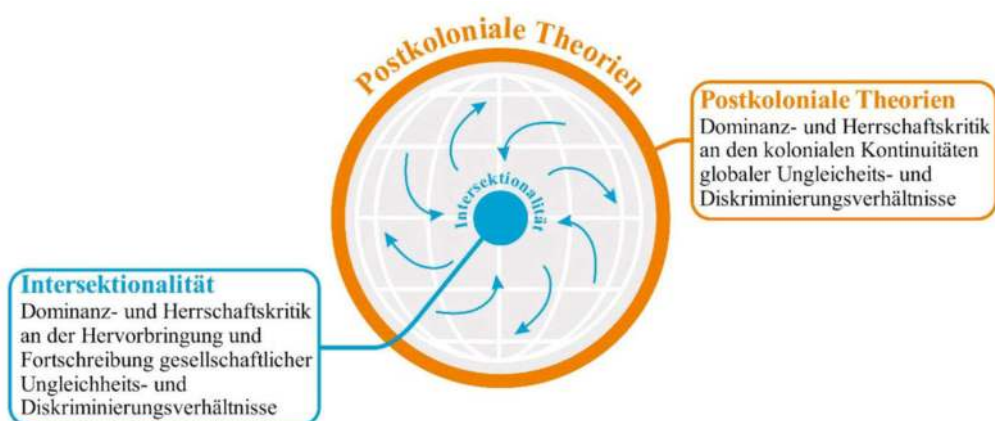 Postkoloniale Theorien
Postkoloniale Theorien
Dominanz- und Herrschaftskritik
an den kolonialen Kontinuitäten
globaler Ungleicheits- und
Diskriminierungsverhältnisse
Intersektionalität
Intersektionalität
Dominanz- und Herrschaftskritik
an der Hervorbringung und
Fortschreibung gesellschaftlicher
Ungleichheits- und
Diskriminierungsverhältnisse